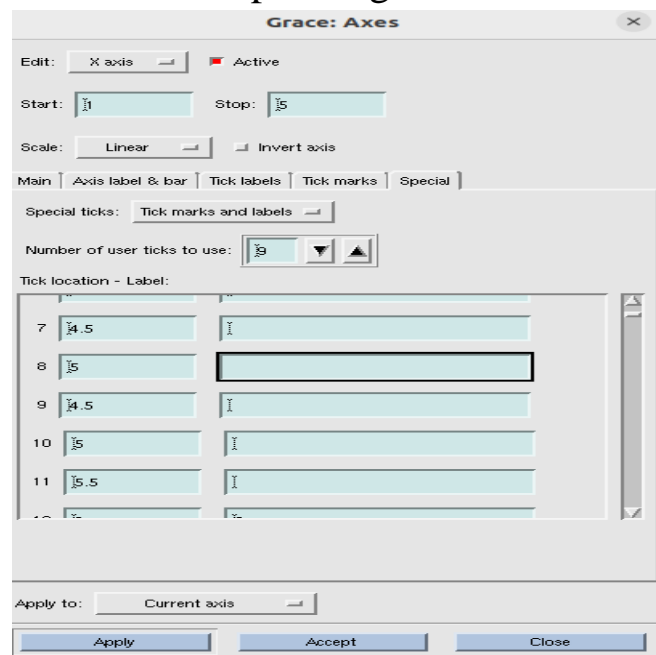 Grace: Axes
Edit: X axis Active
Start: 1 Stop: 5
Scale: Linear Invert axis
Main Axis label & bar Tick labels Tick marks Special
Special ticks: Tick marks and labels
Number of user ticks to use: 9
Tick location - Label:
7 4.5
8 5
9 4.5
10 5
11 5.5
Apply to: Current axis
Apply Accept Close